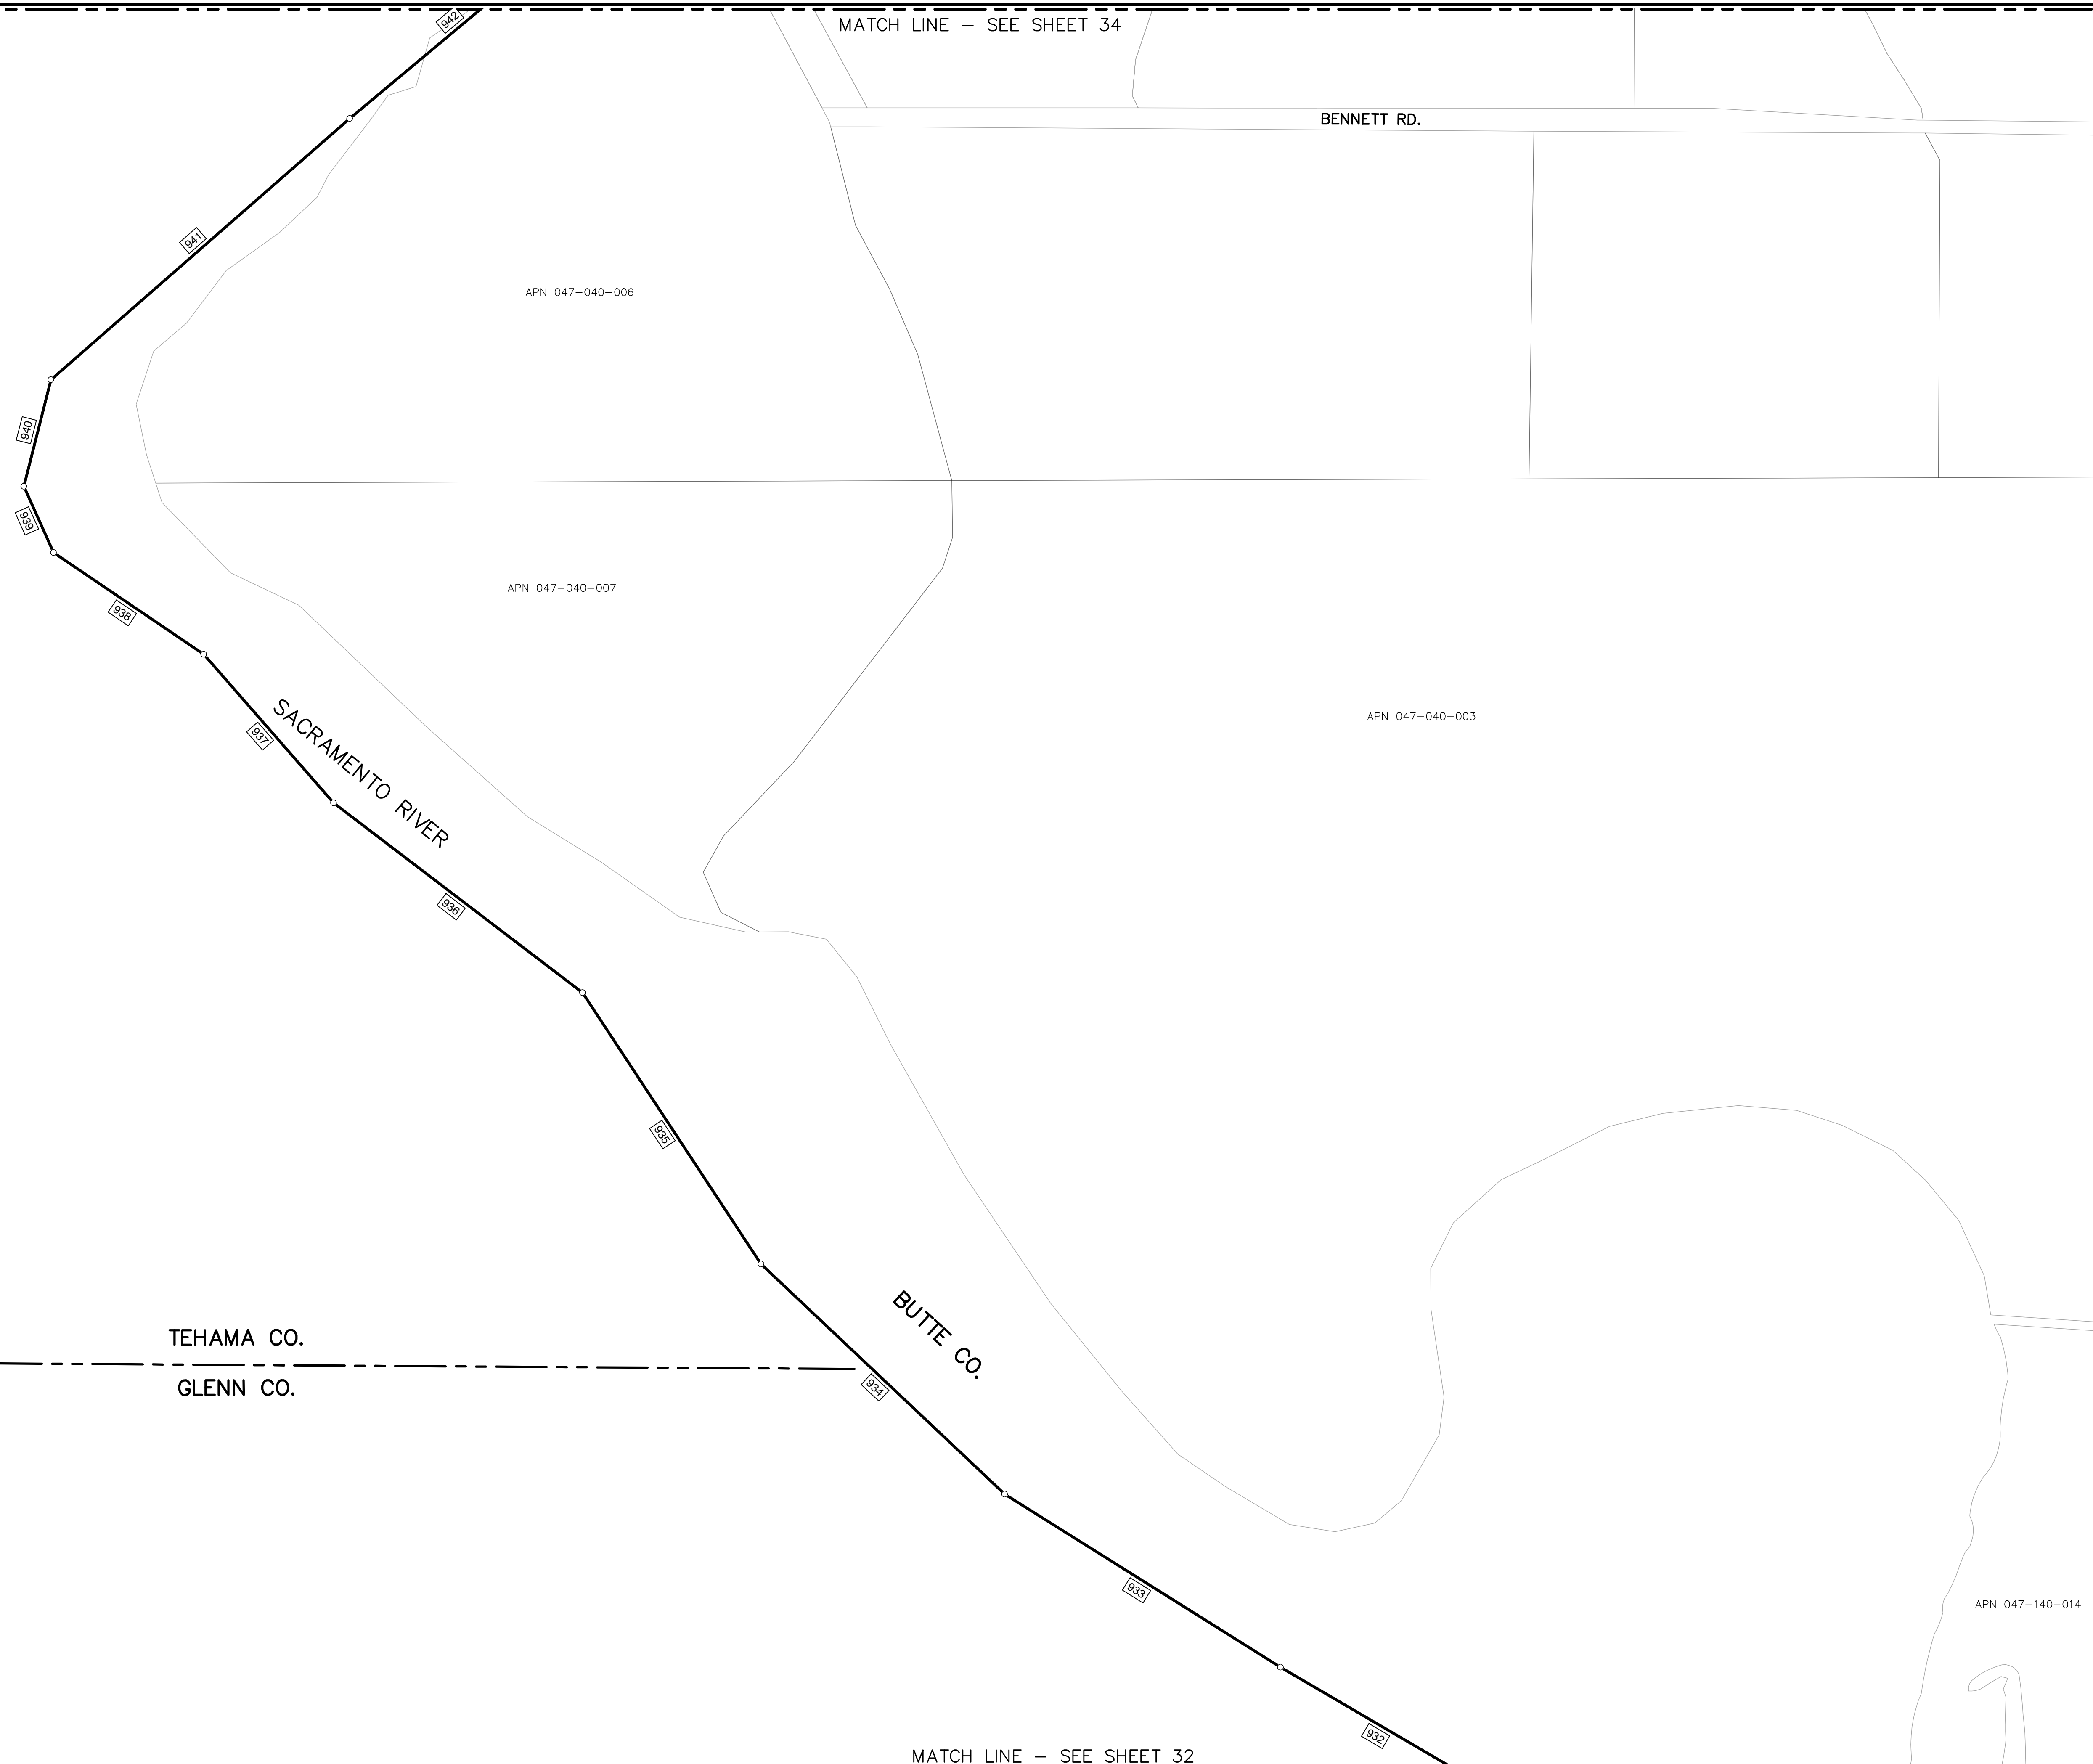 942
MATCH LINE - SEE SHEET 34
BENNETT RD.
941
APN 047-040-006
940
939
APN 047-040-007
938
APN 047-040-003
937
SACRAMENTO RIVER
936
935
BUTTE CO.
TEHAMA CO.
GLENN CO.
934
933
APN 047-140-014
932
MATCH LINE - SEE SHEET 32